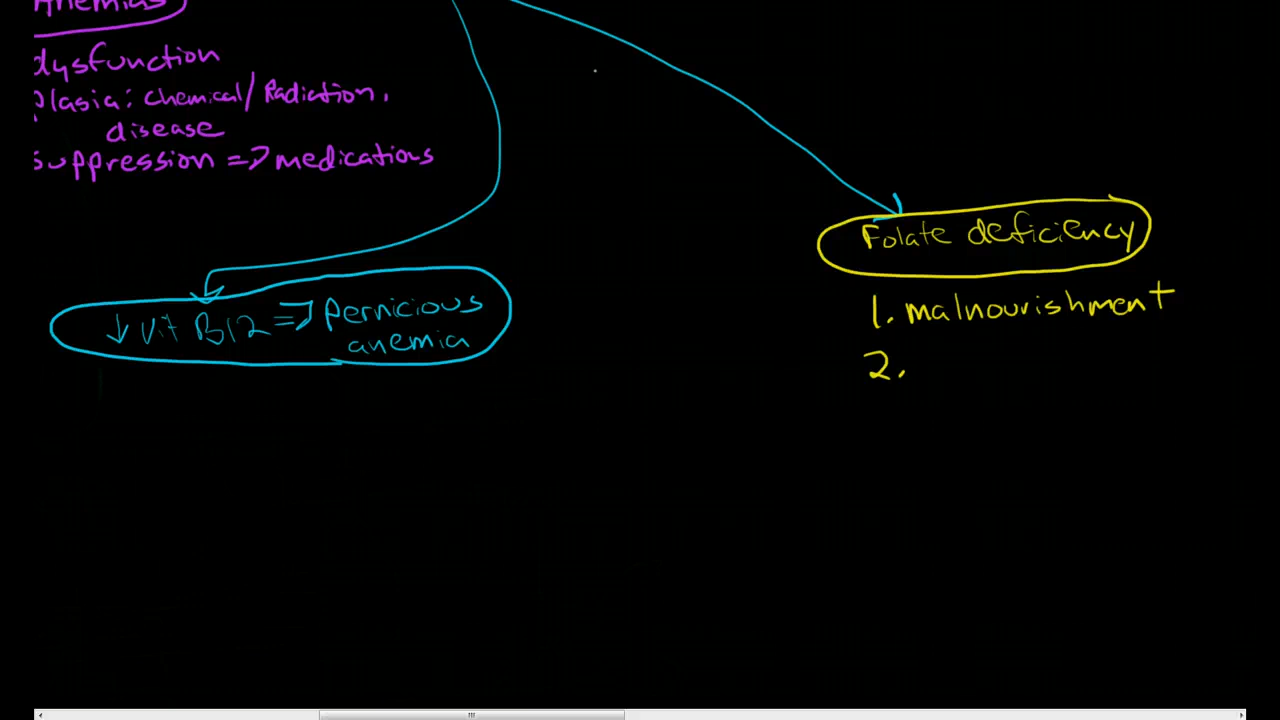 Anemias
dysfunction
plasia: chemical/Radiation,
disease
suppression => medications
↓ Vit B12 => pernicious
anemia
Folate deficiency
1. malnourishment
2.